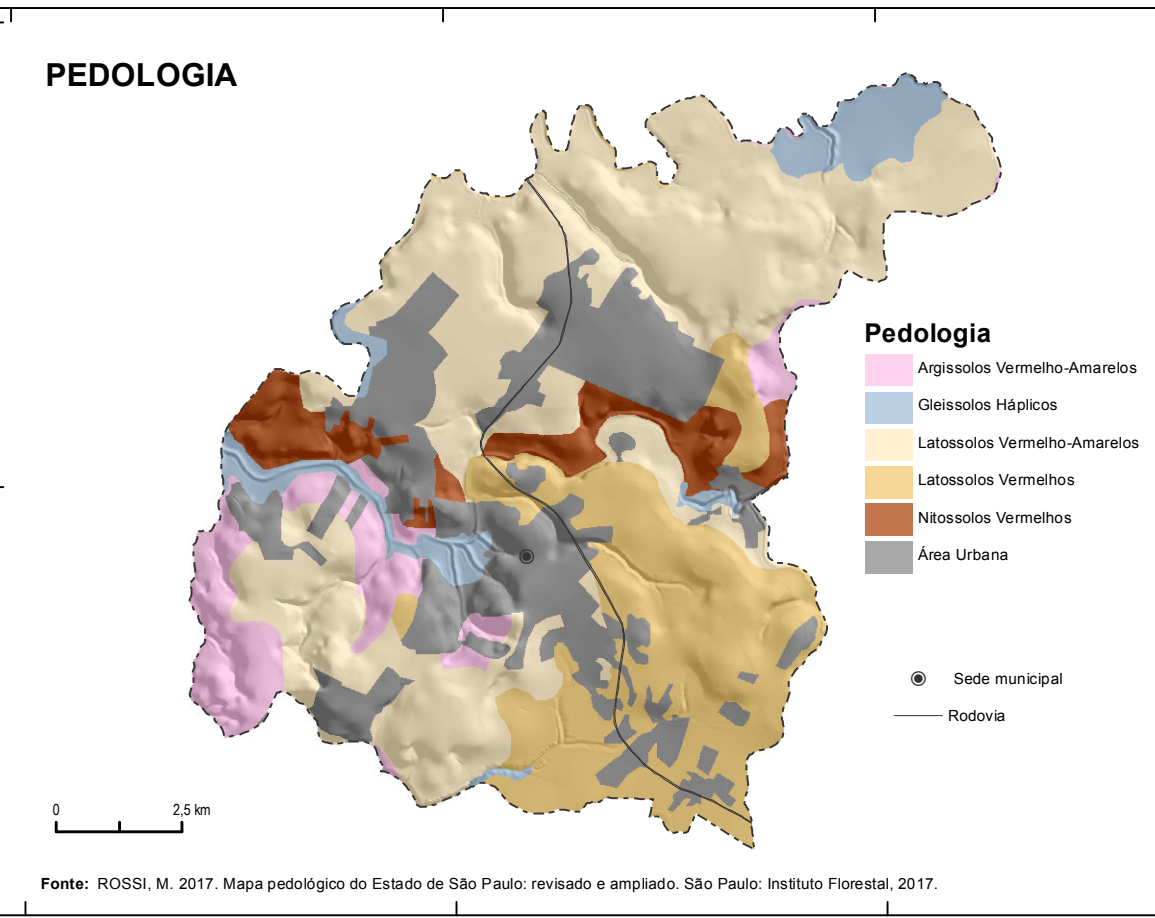 PEDOLOGIA
Pedologia
Argissolos Vermelho-Amarelos
Gleissolos Háplicos
Latossolos Vermelho-Amarelos
Latossolos Vermelhos
Nitossolos Vermelhos
Área Urbana
Sede municipal
Rodovia
0 2,5 km
Fonte: ROSSI, M. 2017. Mapa pedológico do Estado de São Paulo: revisado e ampliado. São Paulo: Instituto Florestal, 2017.